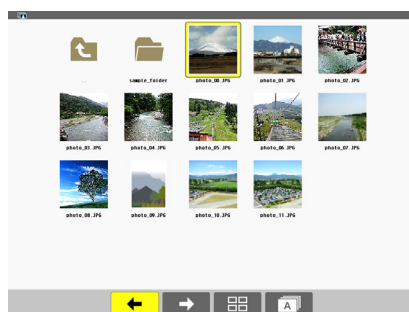 ..
sample_folder
photo_00.JPG
photo_01.JPG
photo_02.JPG
photo_03.JPG
photo_04.JPG
photo_05.JPG
photo_06.JPG
photo_07.JPG
photo_08.JPG
photo_09.JPG
photo_10.JPG
photo_11.JPG
A